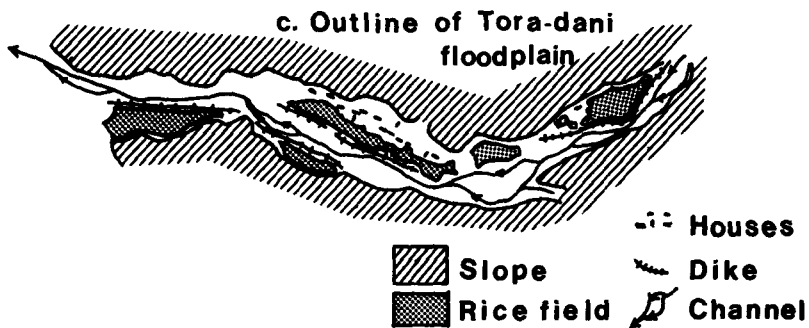 c. Outline of Tora-dani
floodplain
Houses
Slope
Dike
Rice field
Channel